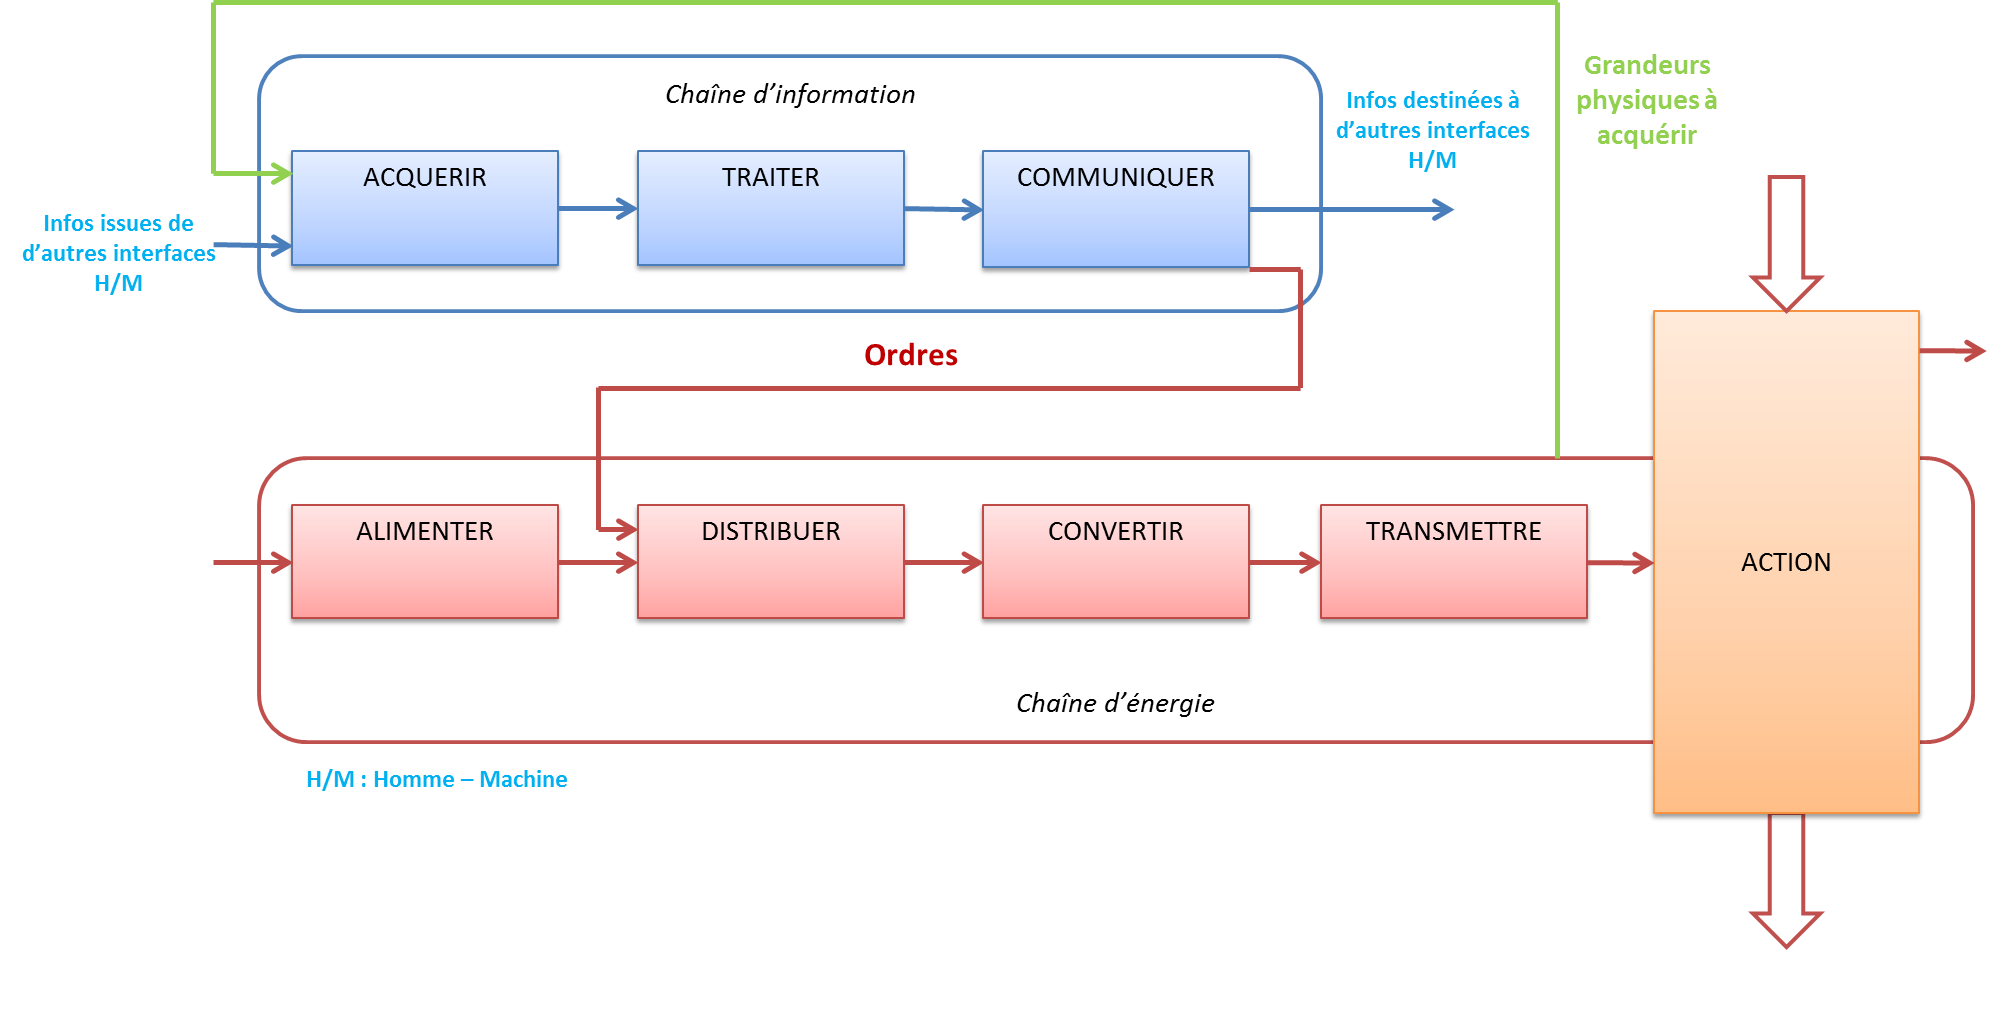 Chaîne d’information
Grandeurs
physiques à
acquérir
Infos destinées à
d’autres interfaces
H/M
ACQUERIR
TRAITER
COMMUNIQUER
Infos issues de
d’autres interfaces
H/M
Ordres
ALIMENTER
DISTRIBUER
CONVERTIR
TRANSMETTRE
ACTION
Chaîne d’énergie
H/M : Homme – Machine